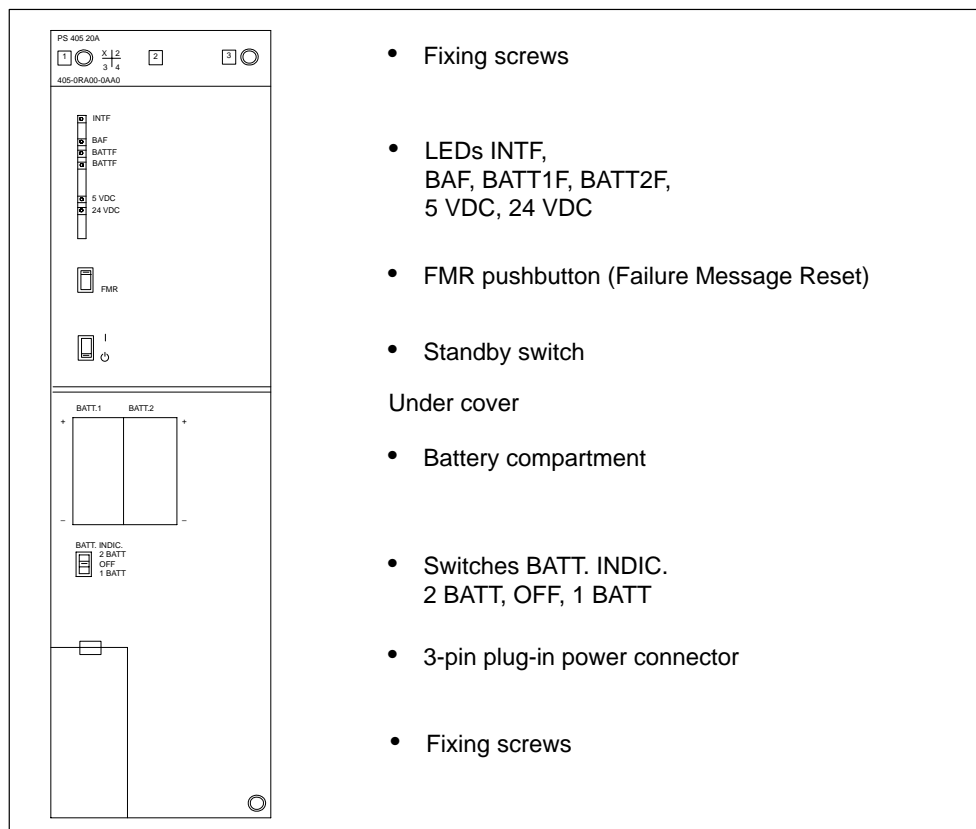 PS 405 20A
1 X 2 2 3
3 4
405-0RA00-0AA0
INTF
BAF
BATTF
BATTF
5 VDC
24 VDC
FMR
I
BATT.1 BATT.2
+ +
– –
BATT. INDIC.
2 BATT
OFF
1 BATT
• Fixing screws
• LEDs INTF,
BAF, BATT1F, BATT2F,
5 VDC, 24 VDC
• FMR pushbutton (Failure Message Reset)
• Standby switch
Under cover
• Battery compartment
• Switches BATT. INDIC.
2 BATT, OFF, 1 BATT
• 3-pin plug-in power connector
• Fixing screws